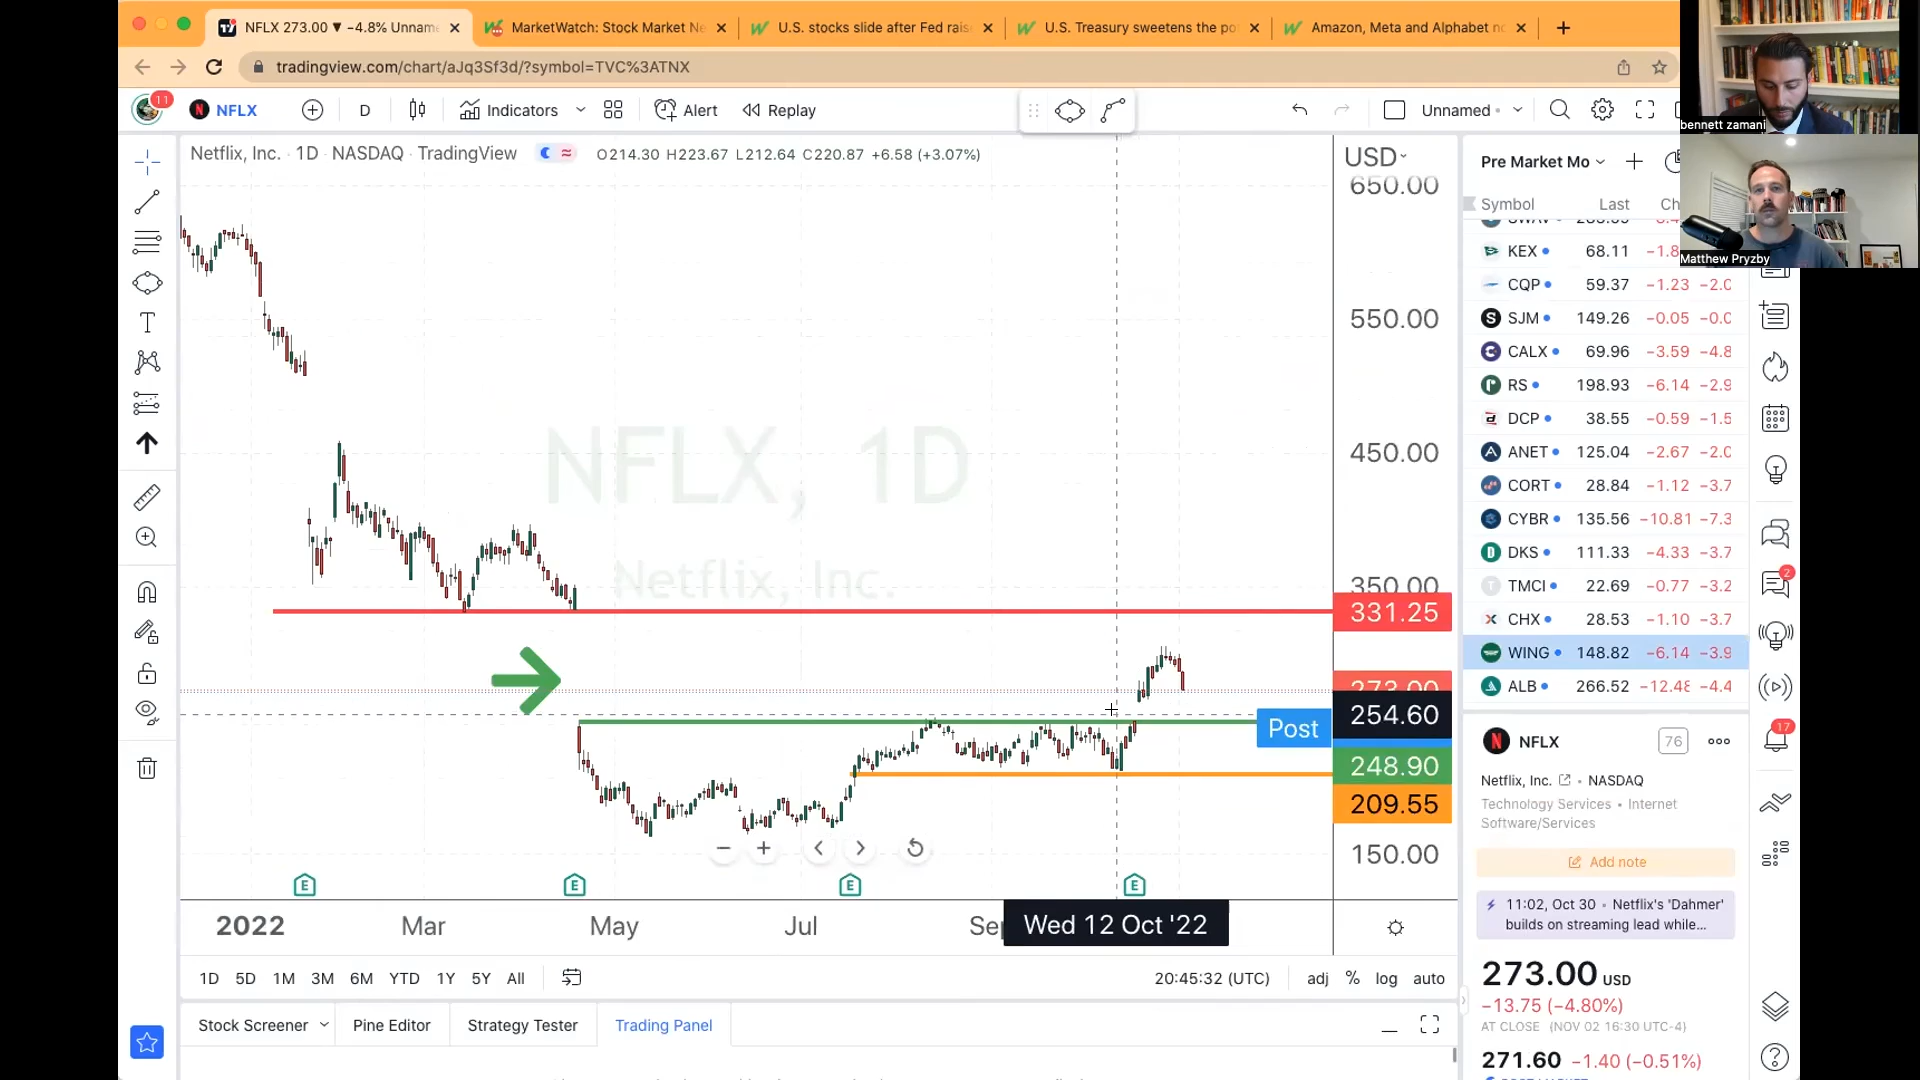 NFLX 273.00 ▼ −4.8% Unname
MarketWatch: Stock Market Ne
U.S. stocks slide after Fed rais
U.S. Treasury sweetens the po
Amazon, Meta and Alphabet no
tradingview.com/chart/aJq3Sf3d/?symbol=TVC%3ATNX
11
NFLX
D
Indicators
Alert
Replay
Unnamed
bennett zamani
Matthew Pryzby
Netflix, Inc. · 1D · NASDAQ · TradingView
O214.30 H223.67 L212.64 C220.87 +6.58 (+3.07%)
USD
650.00
550.00
450.00
350.00
331.25
273.00
254.60
Post
248.90
209.55
150.00
NFLX, 1D
Netflix, Inc.
E
E
E
E
2022
Mar
May
Jul
Sep
Wed 12 Oct '22
1D 5D 1M 3M 6M YTD 1Y 5Y All
20:45:32 (UTC)
adj % log auto
Stock Screener
Pine Editor
Strategy Tester
Trading Panel
Pre Market Mo
Symbol Last Ch
KEX 68.11 −1.8
CQP 59.37 −1.23 −2.0
SJM 149.26 −0.05 −0.0
CALX 69.96 −3.59 −4.8
RS 198.93 −6.14 −2.9
DCP 38.55 −0.59 −1.5
ANET 125.04 −2.67 −2.0
CORT 28.84 −1.12 −3.7
CYBR 135.56 −10.81 −7.3
DKS 111.33 −4.33 −3.7
TMCI 22.69 −0.77 −3.2
CHX 28.53 −1.10 −3.7
WING 148.82 −6.14 −3.9
ALB 266.52 −12.48 −4.4
2
17
NFLX
76
Netflix, Inc. • NASDAQ
Technology Services • Internet
Software/Services
Add note
11:02, Oct 30 • Netflix's 'Dahmer'
builds on streaming lead while...
273.00 USD
−13.75 (−4.80%)
AT CLOSE (NOV 02 16:30 UTC-4)
271.60 −1.40 (−0.51%)